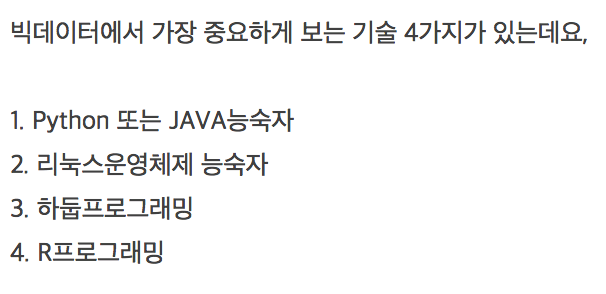 빅데이터에서 가장 중요하게 보는 기술 4가지가 있는데요,
1. Python 또는 JAVA능숙자
2. 리눅스운영체제 능숙자
3. 하둡프로그래밍
4. R프로그래밍